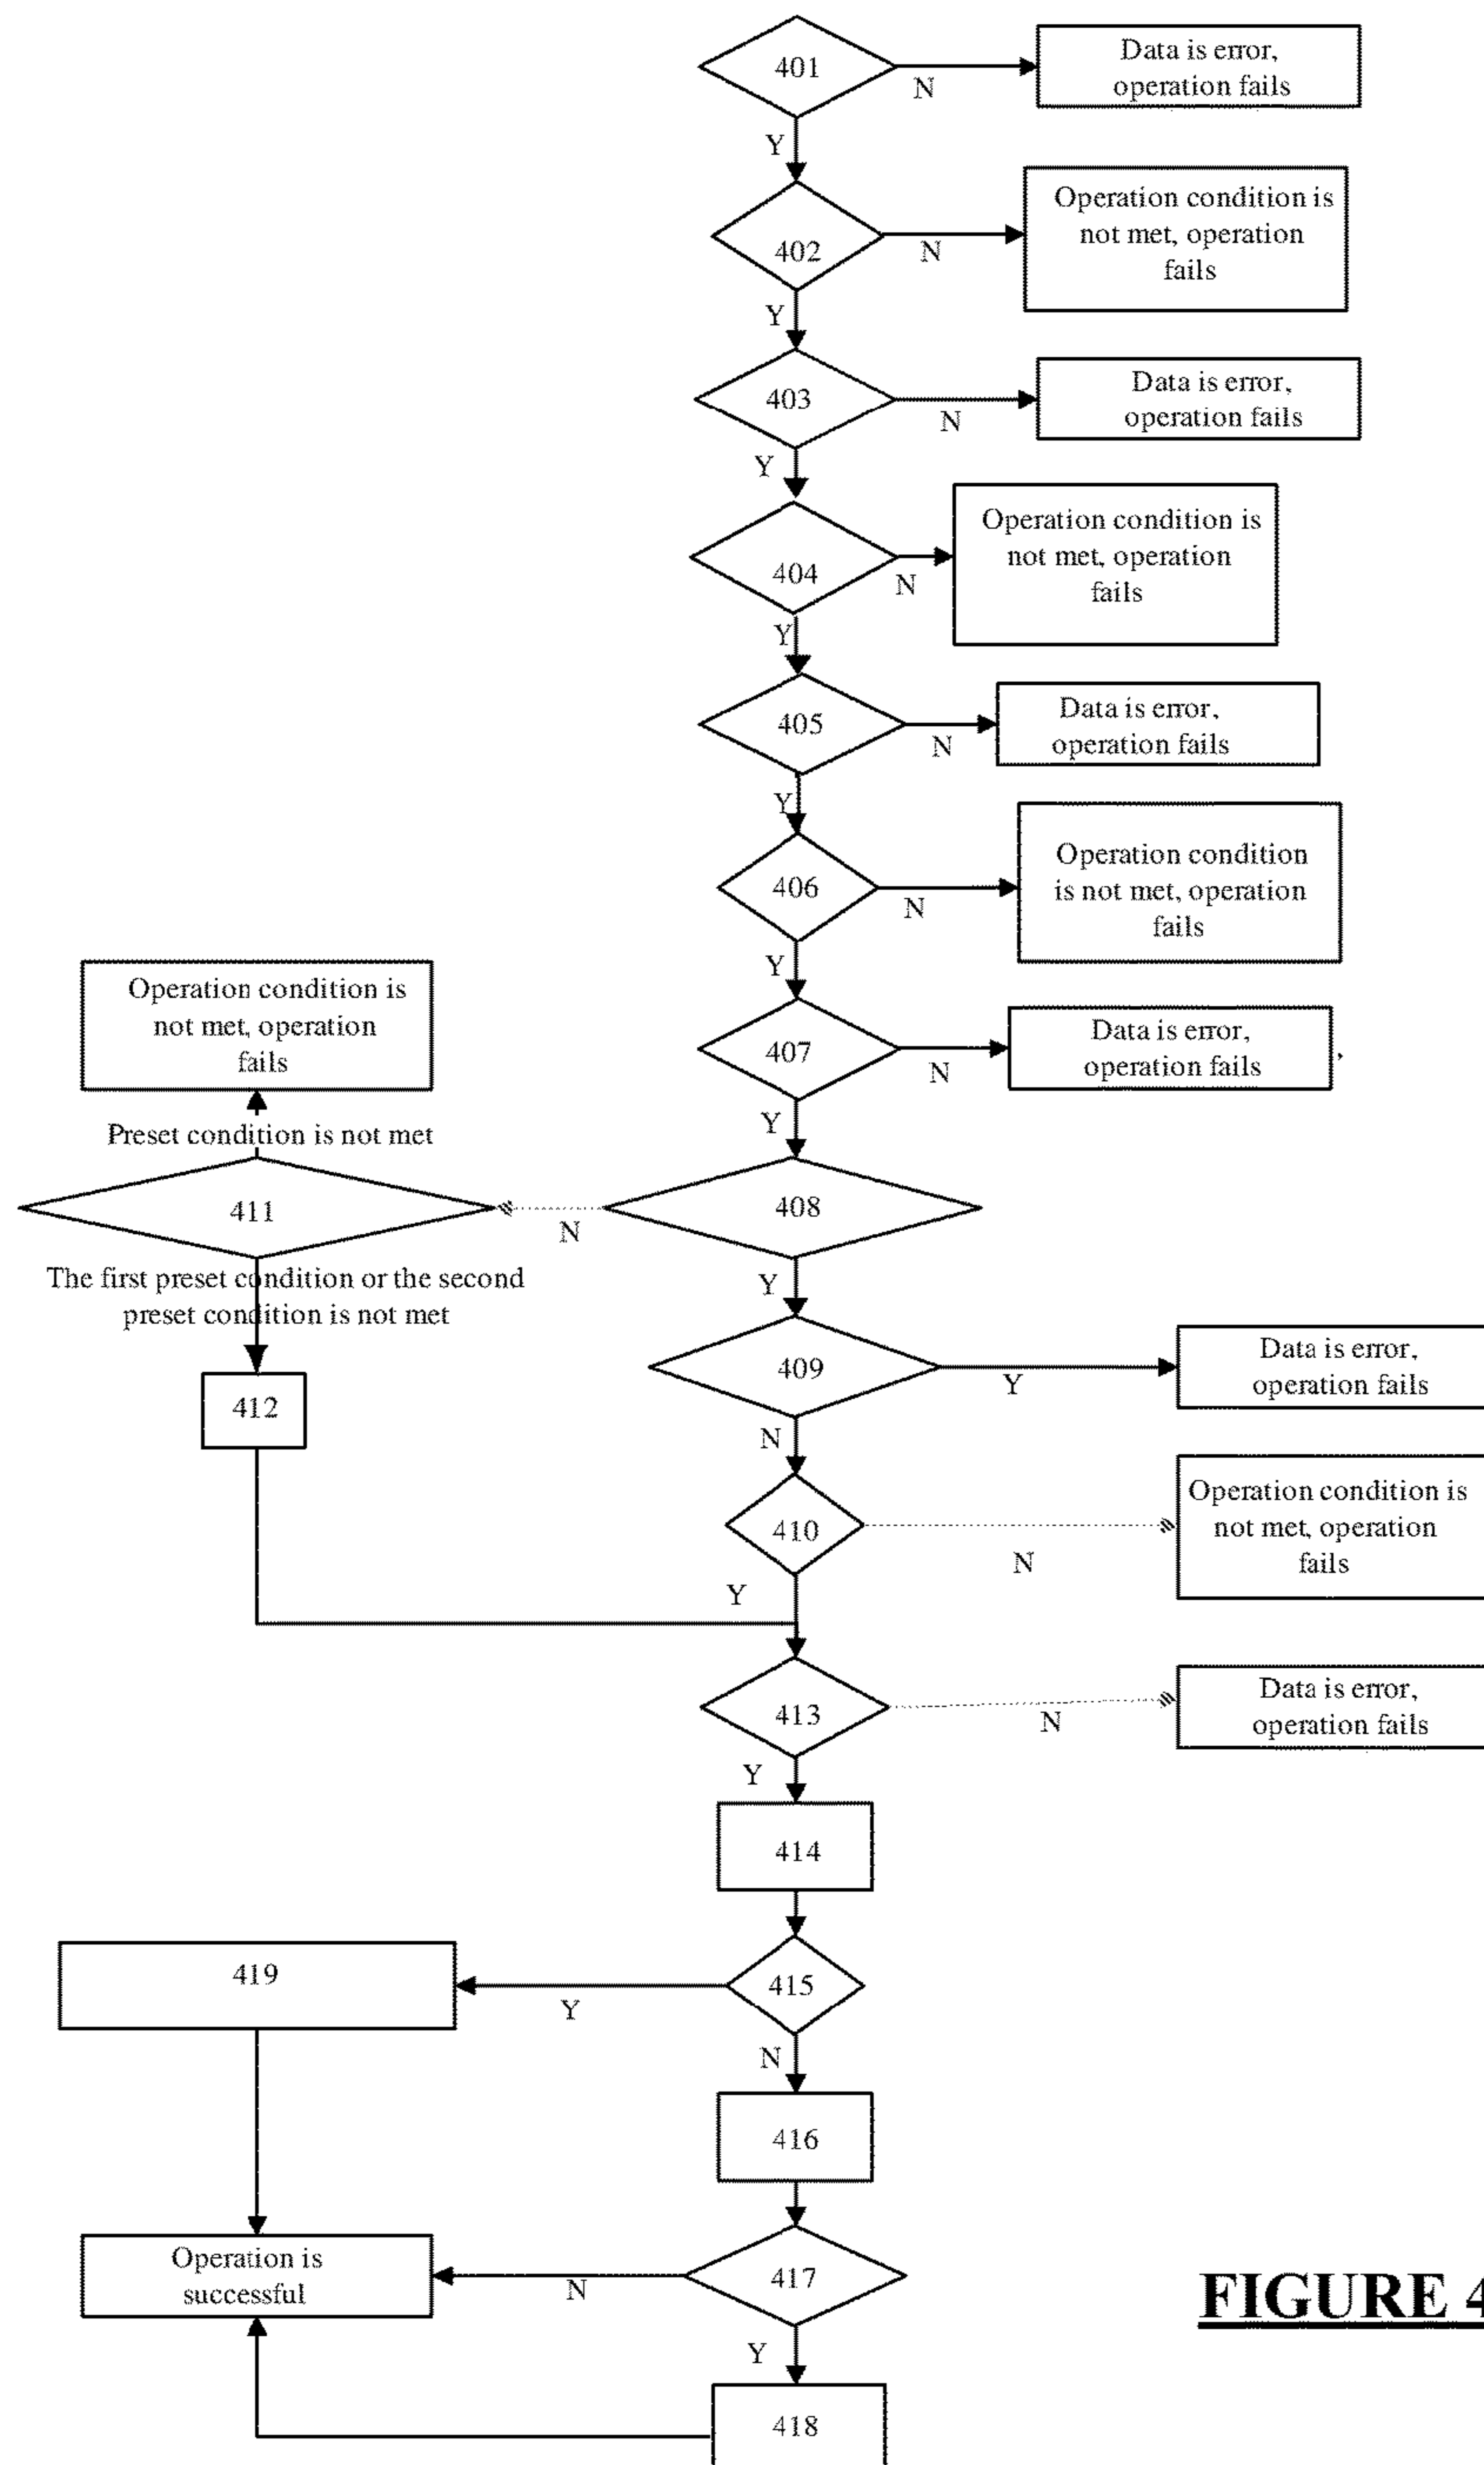 401
N
Data is error,
operation fails
Y
402
N
Operation condition is
not met, operation
fails
Y
403
N
Data is error,
operation fails
Y
404
N
Operation condition is
not met, operation
fails
Y
405
N
Data is error,
operation fails
Y
406
N
Operation condition
is not met, operation
fails
Y
407
N
Data is error,
operation fails
Y
Operation condition is
not met, operation
fails
Preset condition is not met
411
N
408
The first preset condition or the second
preset condition is not met
Y
412
409
Y
Data is error,
operation fails
N
410
N
Operation condition is
not met, operation
fails
Y
413
N
Data is error,
operation fails
Y
414
419
Y
415
N
416
Operation is
successful
N
417
Y
418
FIGURE 4